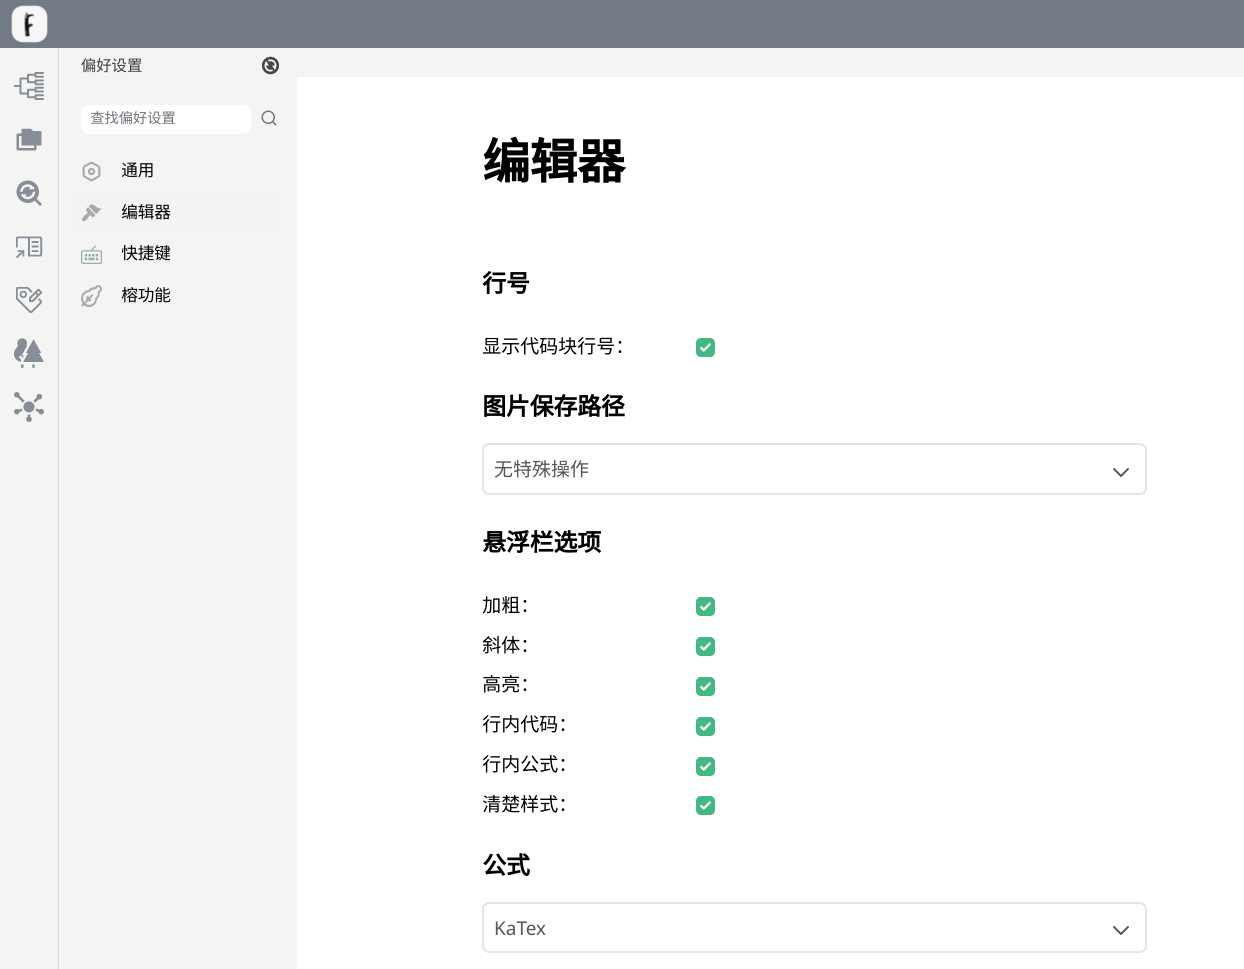 偏好设置
查找偏好设置
通用
编辑器
快捷键
榕功能
编辑器
行号
显示代码块行号：
图片保存路径
无特殊操作
悬浮栏选项
加粗：
斜体：
高亮：
行内代码：
行内公式：
清楚样式：
公式
KaTex